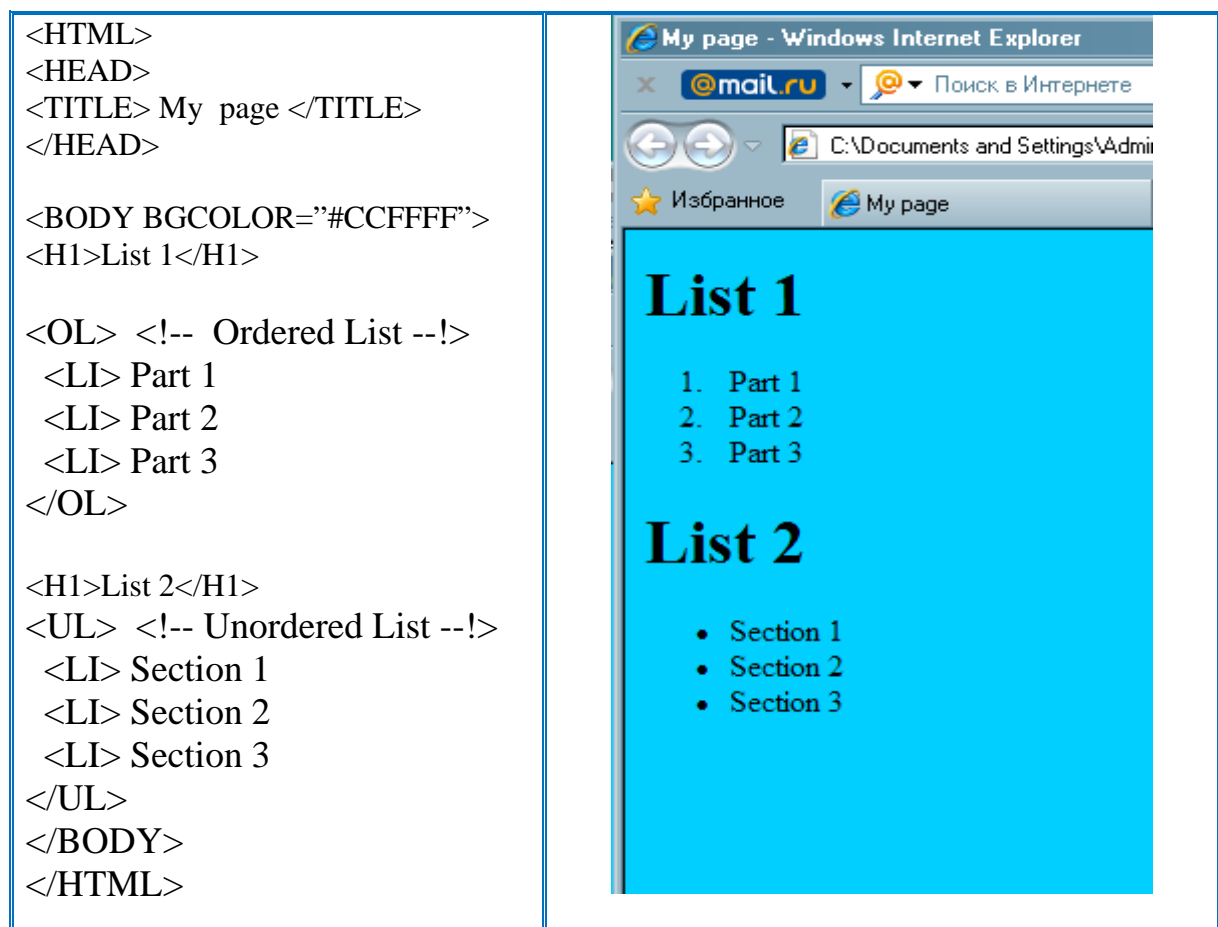 <HTML>
<HEAD>
<TITLE> My  page </TITLE>
</HEAD>
<BODY BGCOLOR=”#CCFFFF”>
<H1>List 1</H1>
<OL>  <!--  Ordered List --!>
<LI> Part 1
<LI> Part 2
<LI> Part 3
</OL>
<H1>List 2</H1>
<UL>  <!-- Unordered List --!>
<LI> Section 1
<LI> Section 2
<LI> Section 3
</UL>
</BODY>
</HTML>
My page - Windows Internet Explorer
@mail.ru Поиск в Интернете
C:\Documents and Settings\Admi
Избранное My page
List 1
1. Part 1
2. Part 2
3. Part 3
List 2
• Section 1
• Section 2
• Section 3